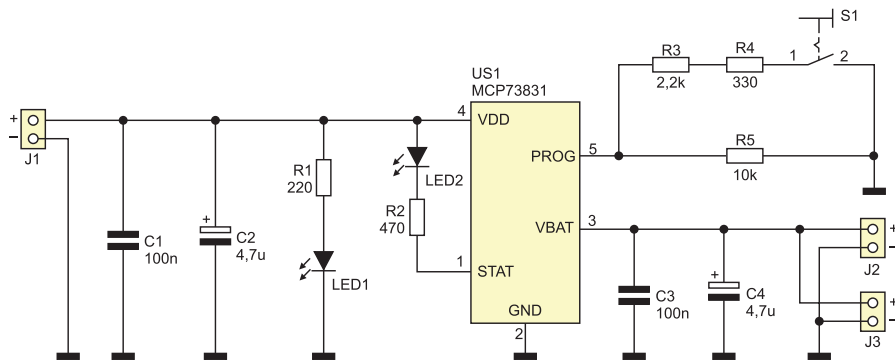 S1
R3
R4
1
2
2,2k
330
US1
MCP73831
+
4
VDD
−
J1
R5
5
PROG
10k
R1
220
LED2
R2
470
VBAT
3
+
−
J2
C1
100n
+
C2
4,7u
LED1
1
STAT
C3
100n
+
C4
4,7u
GND
2
+
−
J3